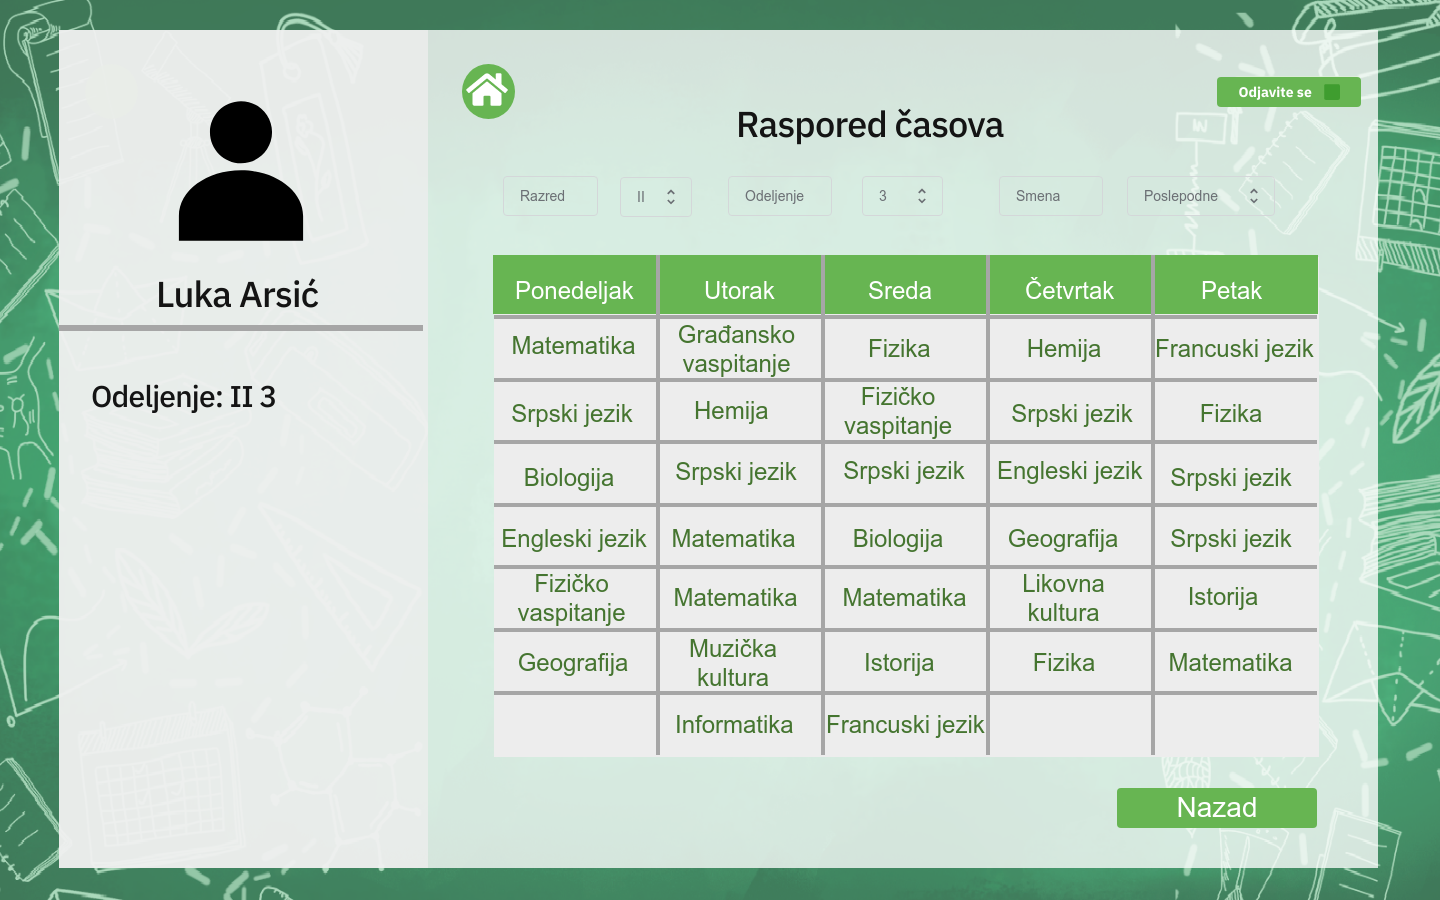 Luka Arsić
Odeljenje: II 3
Odjavite se
Raspored časova
Razred II Odeljenje 3 Smena Poslepodne
Ponedeljak Utorak Sreda Četvrtak Petak
Matematika Građansko vaspitanje Fizika Hemija Francuski jezik
Srpski jezik Hemija Fizičko vaspitanje Srpski jezik Fizika
Biologija Srpski jezik Srpski jezik Engleski jezik Srpski jezik
Engleski jezik Matematika Biologija Geografija Srpski jezik
Fizičko vaspitanje Matematika Matematika Likovna kultura Istorija
Geografija Muzička kultura Istorija Fizika Matematika
Informatika Francuski jezik
Nazad